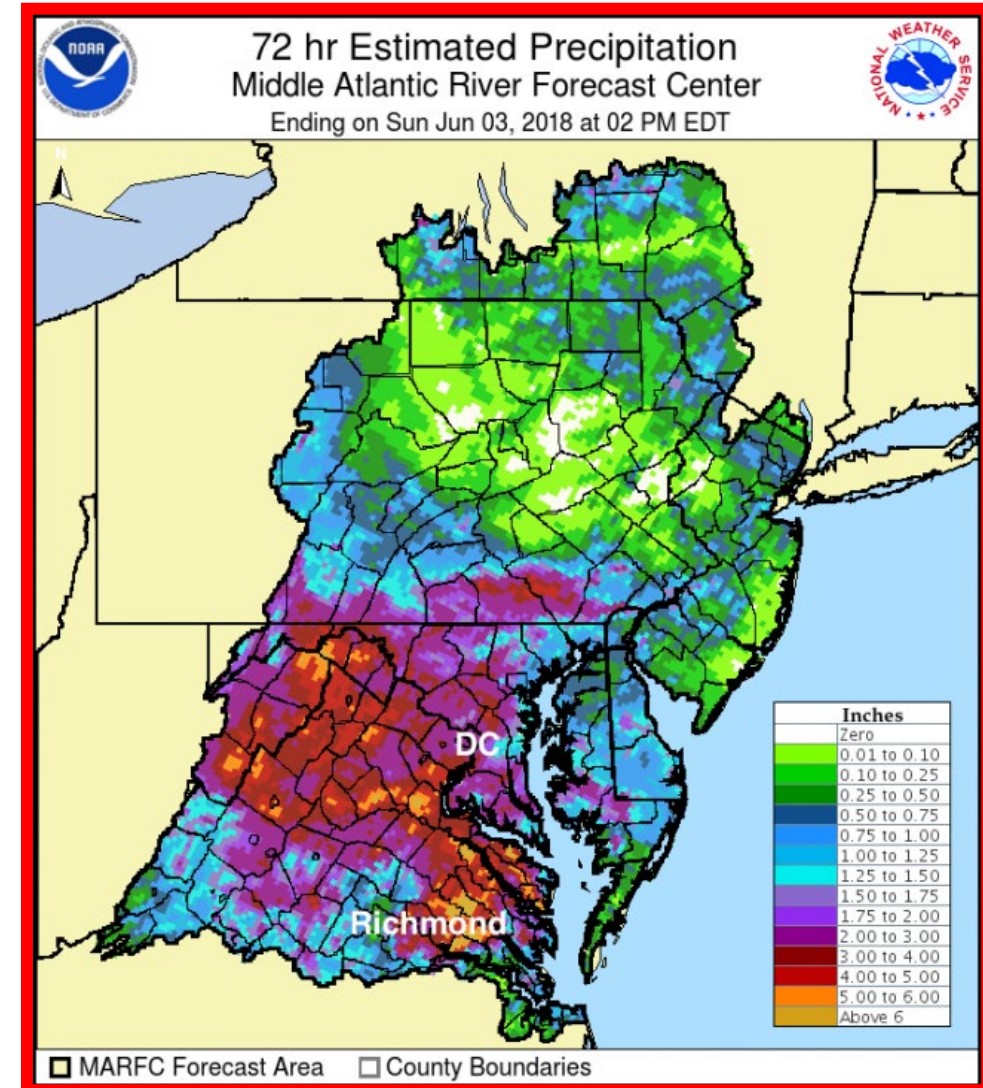 NOAA
72 hr Estimated Precipitation
Middle Atlantic River Forecast Center
Ending on Sun Jun 03, 2018 at 02 PM EDT
NATIONAL WEATHER SERVICE
N
DC
Richmond
Inches
Zero
0.01 to 0.10
0.10 to 0.25
0.25 to 0.50
0.50 to 0.75
0.75 to 1.00
1.00 to 1.25
1.25 to 1.50
1.50 to 1.75
1.75 to 2.00
2.00 to 3.00
3.00 to 4.00
4.00 to 5.00
5.00 to 6.00
Above 6
MARFC Forecast Area County Boundaries